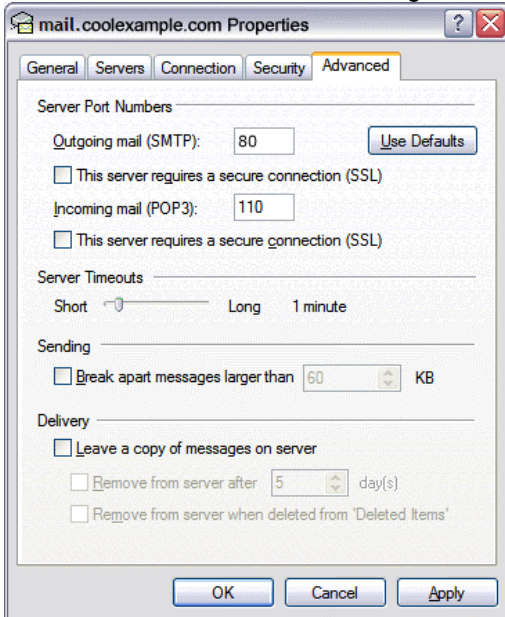 mail.coolexample.com Properties
General Servers Connection Security Advanced
Server Port Numbers
Outgoing mail (SMTP): 80 Use Defaults
This server requires a secure connection (SSL)
Incoming mail (POP3): 110
This server requires a secure connection (SSL)
Server Timeouts
Short Long 1 minute
Sending
Break apart messages larger than 60 KB
Delivery
Leave a copy of messages on server
Remove from server after 5 day(s)
Remove from server when deleted from 'Deleted Items'
OK Cancel Apply